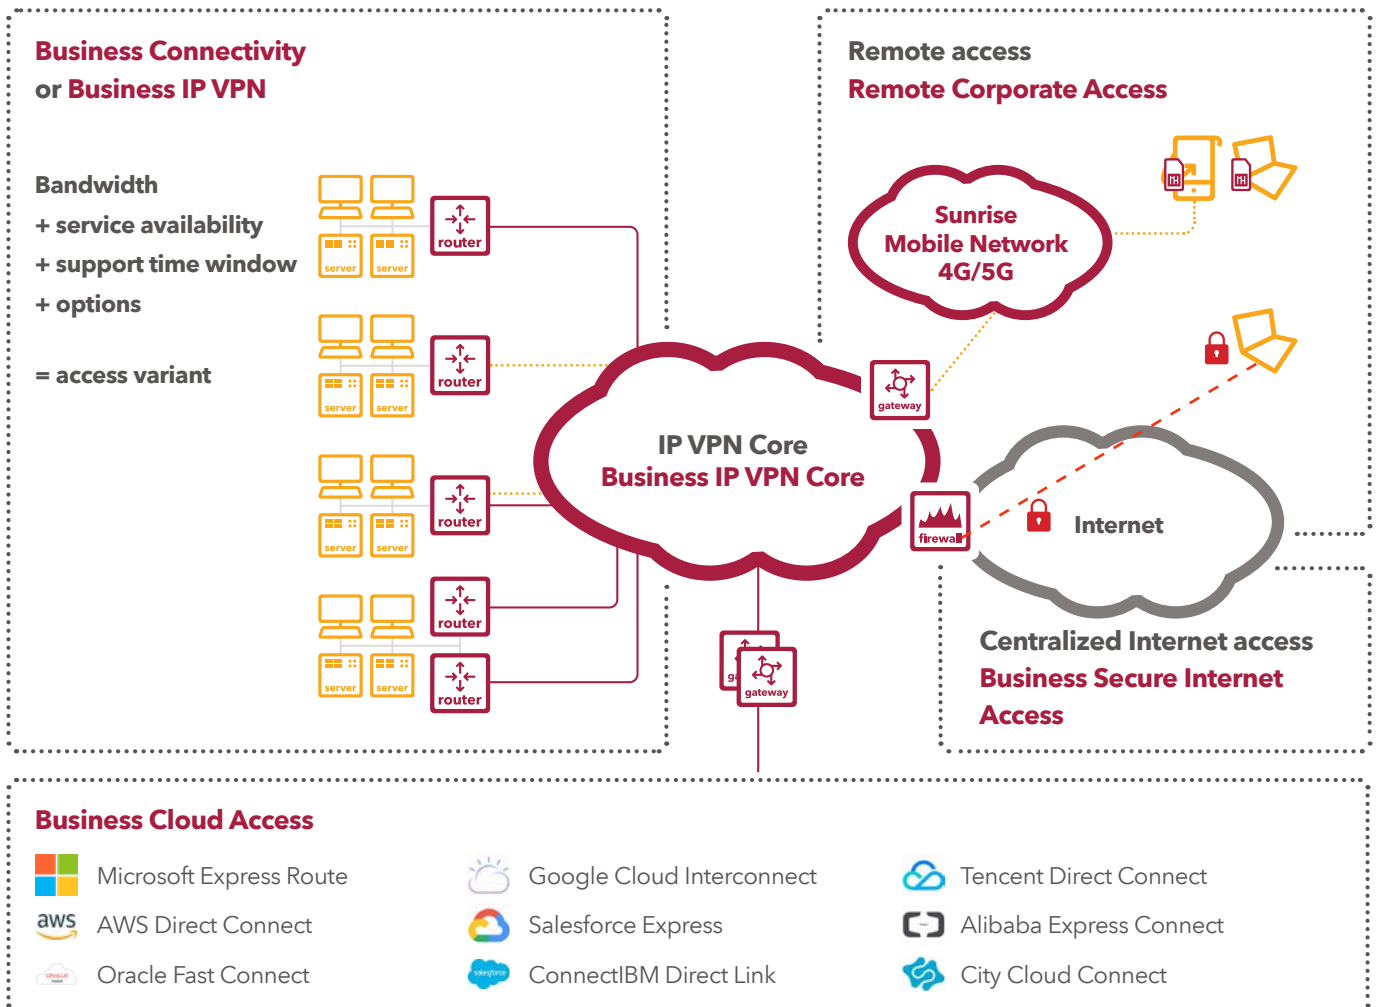 Business Connectivity
or Business IP VPN
Bandwidth
+ service availability
+ support time window
+ options
= access variant
server server
router
server server
router
server server
router
router
server server
router
IP VPN Core
Business IP VPN Core
Remote access
Remote Corporate Access
Sunrise
Mobile Network
4G/5G
gateway
firewall
Internet
Centralized Internet access
Business Secure Internet
Access
ga
gateway
Business Cloud Access
Microsoft Express Route
aws AWS Direct Connect
ORACLE Oracle Fast Connect
Google Cloud Interconnect
Salesforce Express
salesforce ConnectIBM Direct Link
Tencent Direct Connect
Alibaba Express Connect
City Cloud Connect